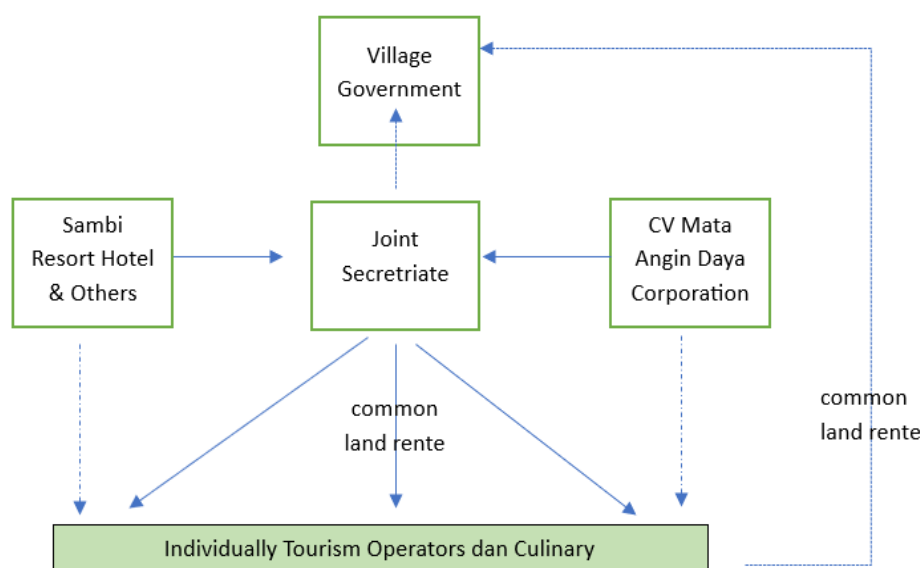 Village
Government
Sambi
Resort Hotel
& Others
Joint
Secretriate
CV Mata
Angin Daya
Corporation
common
land rente
common
land rente
Individually Tourism Operators dan Culinary